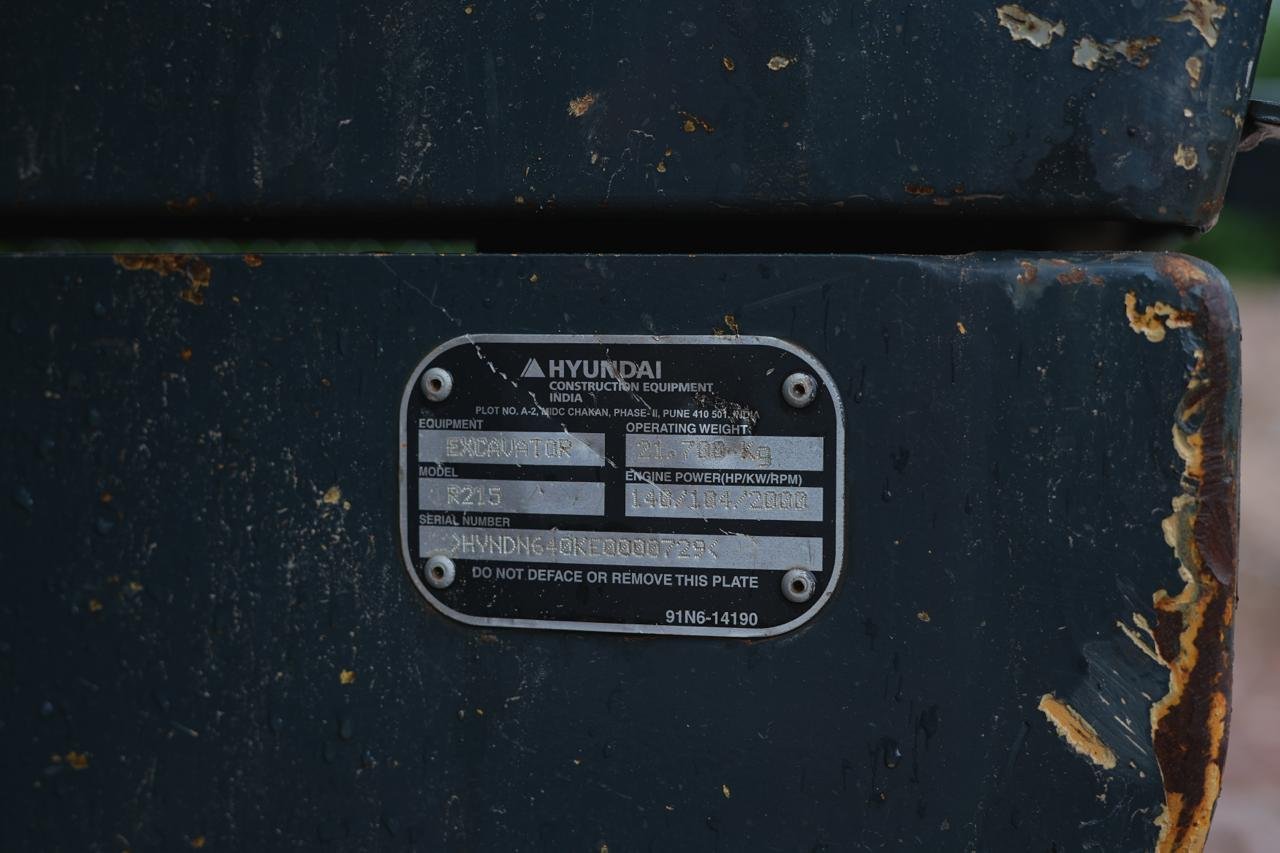 HYUNDAI
CONSTRUCTION EQUIPMENT
INDIA
PLOT NO. A-2, MIDC CHAKAN, PHASE- II, PUNE 410 501, INDIA
EQUIPMENT
EXCAVATOR
OPERATING WEIGHT
21,700 Kg
MODEL
R215
ENGINE POWER(HP/KW/RPM)
140/104/2000
SERIAL NUMBER
>HYNDN640KE0000729<
DO NOT DEFACE OR REMOVE THIS PLATE
91N6-14190